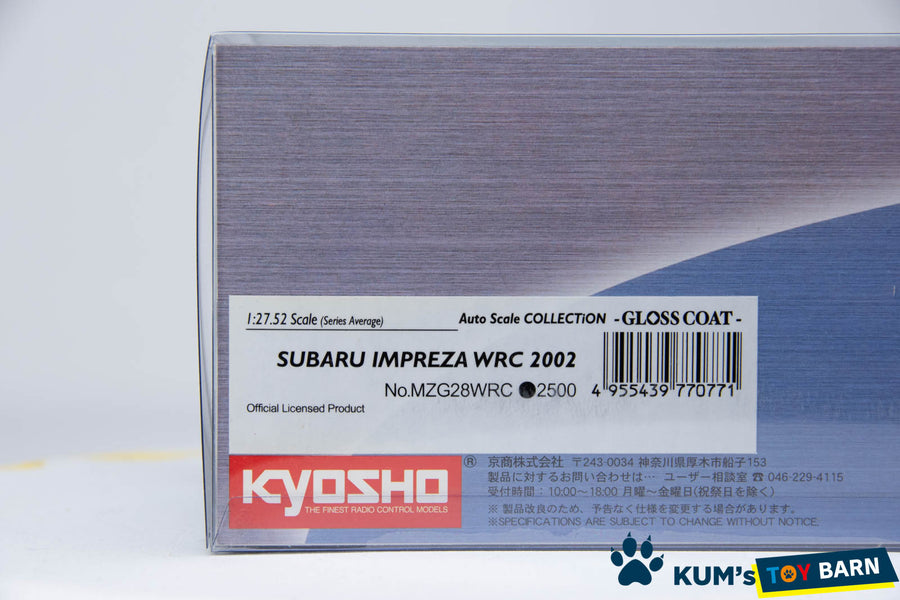 1:27.52 Scale (Series Average)
Auto Scale COLLECTiON - GLOSS COAT -
SUBARU IMPREZA WRC 2002
No.MZG28WRC ●2500
4 955439 770771
Official Licensed Product
KYOSHO ®
THE FINEST RADIO CONTROL MODELS
京商株式会社 〒243-0034 神奈川県厚木市船子153
製品に対するお問い合わせは… ユーザー相談室 ☎046-229-4115
受付時間：10:00〜18:00 月曜〜金曜日(祝祭日を除く)
※ 製品改良のため、予告なく仕様を変更する場合があります。
※SPECIFICATIONS ARE SUBJECT TO CHANGE WITHOUT NOTICE.
KUM's TOY BARN